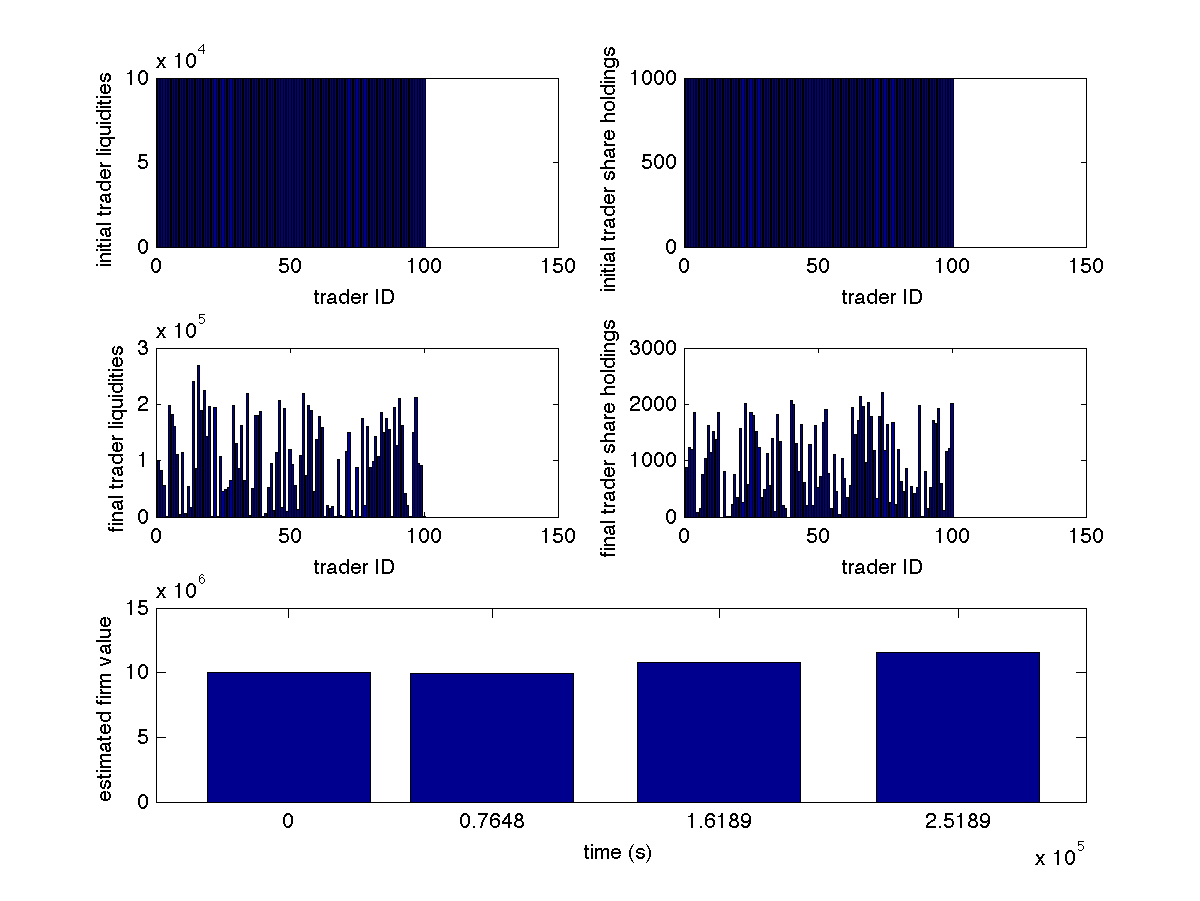 x 10^4
10
5
0
initial trader liquidities
0 50 100 150
trader ID
1000
500
0
initial trader share holdings
0 50 100 150
trader ID
x 10^5
3
2
1
0
final trader liquidities
0 50 100 150
trader ID
3000
2000
1000
0
final trader share holdings
0 50 100 150
trader ID
x 10^6
15
10
5
0
estimated firm value
0 0.7648 1.6189 2.5189
time (s)
x 10^5